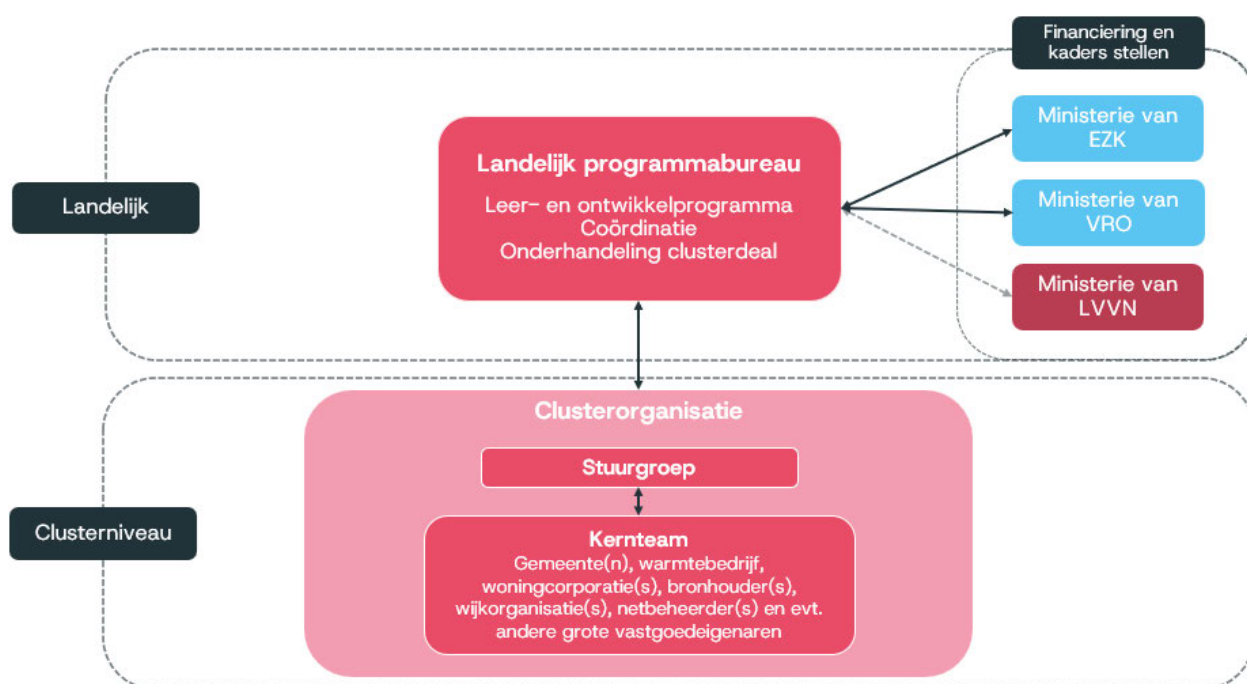 Financiering en
kaders stellen
Ministerie van
EZK
Landelijk programmabureau
Leer- en ontwikkelprogramma
Coördinatie
Onderhandeling clusterdeal
Landelijk
Ministerie van
VRO
Ministerie van
LVVN
Clusterorganisatie
Stuurgroep
Clusterniveau
Kernteam
Gemeente(n), warmtebedrijf,
woningcorporatie(s), bronhouder(s),
wijkorganisatie(s), netbeheerder(s) en evt.
andere grote vastgoedeigenaren